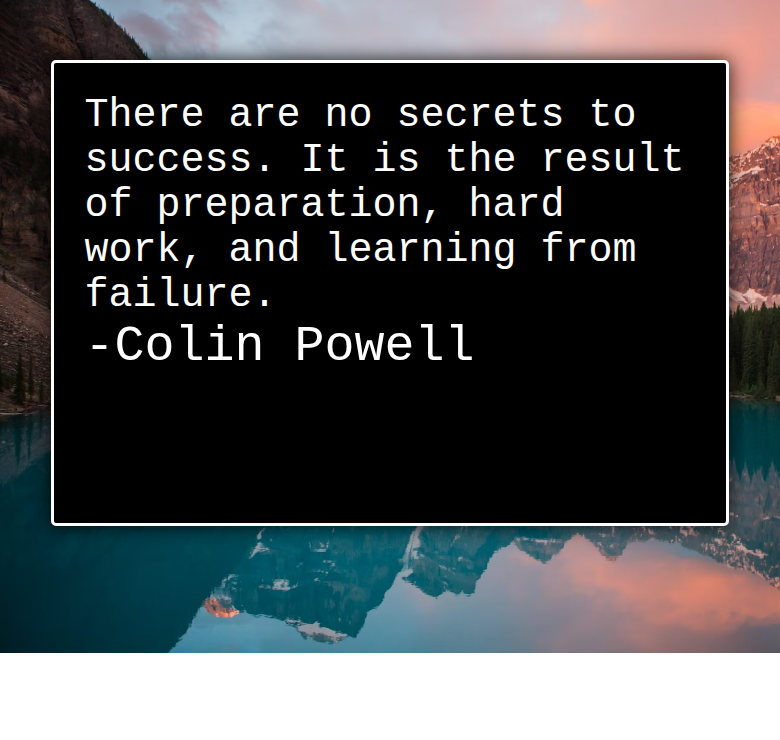 There are no secrets to
success. It is the result
of preparation, hard
work, and learning from
failure.
-Colin Powell